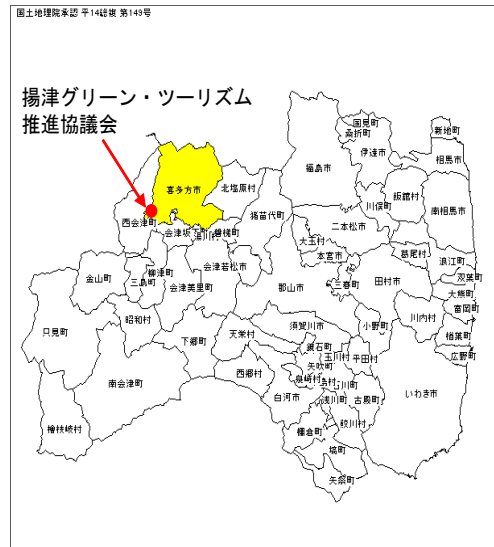 国土地理院承認 平14総複 第149号
揚津グリーン・ツーリズム
推進協議会
新地町
国見町
桑折町
伊達市
相馬市
福島市
喜多方市
北塩原村
飯舘村
川俣町
南相馬市
猪苗代町
西会津町
二本松市
会津坂
湯川村
磐梯町
大玉村
本宮市
葛尾村
浪江町
双葉町
大熊町
金山町
柳津町
三島町
会津若松市
会津美里町
郡山市
三春町
田村市
富岡町
川内村
楢葉町
広野町
只見町
昭和村
下郷町
天栄村
須賀川市
小野町
鏡石町
玉川村
平田村
矢吹町
西郷村
泉崎村
島村
石川町
南会津町
白河市
浅川町
古殿町
いわき市
鮫川村
棚倉町
檜枝岐村
塙町
矢祭町